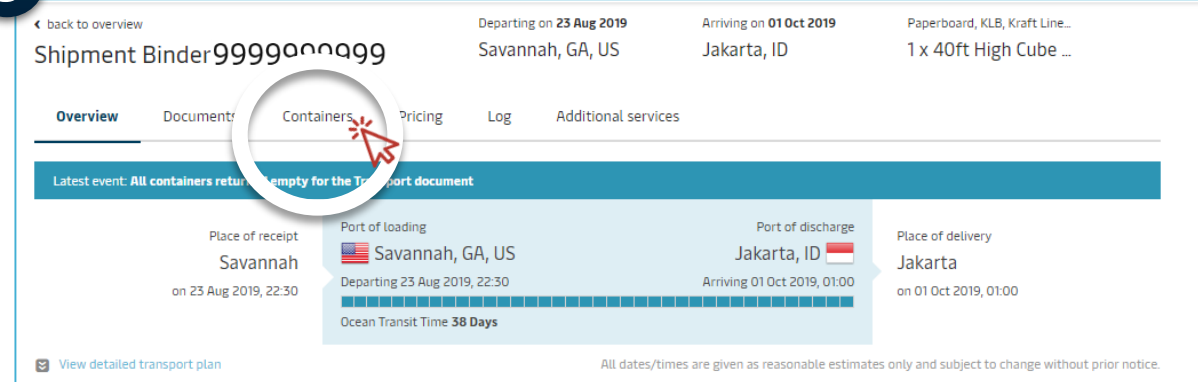 back to overview
Shipment Binder9999999999
Departing on 23 Aug 2019
Savannah, GA, US
Arriving on 01 Oct 2019
Jakarta, ID
Paperboard, KLB, Kraft Line...
1 x 40ft High Cube ...
Overview Documents Containers Pricing Log Additional services
Latest event: All containers returned empty for the Transport document
Place of receipt
Savannah
on 23 Aug 2019, 22:30
Port of loading
Savannah, GA, US
Departing 23 Aug 2019, 22:30
Port of discharge
Jakarta, ID
Arriving 01 Oct 2019, 01:00
Ocean Transit Time 38 Days
Place of delivery
Jakarta
on 01 Oct 2019, 01:00
View detailed transport plan
All dates/times are given as reasonable estimates only and subject to change without prior notice.